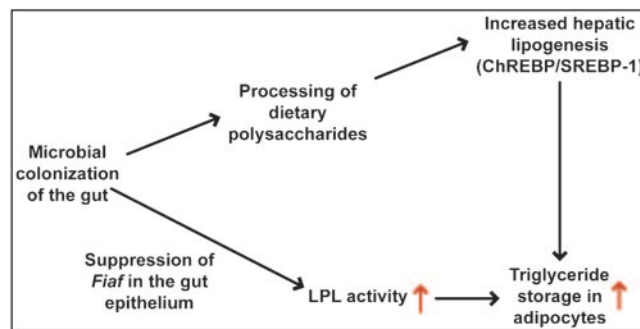 Increased hepatic
lipogenesis
(ChREBP/SREBP-1)
Processing of
dietary
polysaccharides
Microbial
colonization
of the gut
Suppression of
Fiaf in the gut
epithelium
LPL activity
Triglyceride
storage in
adipocytes